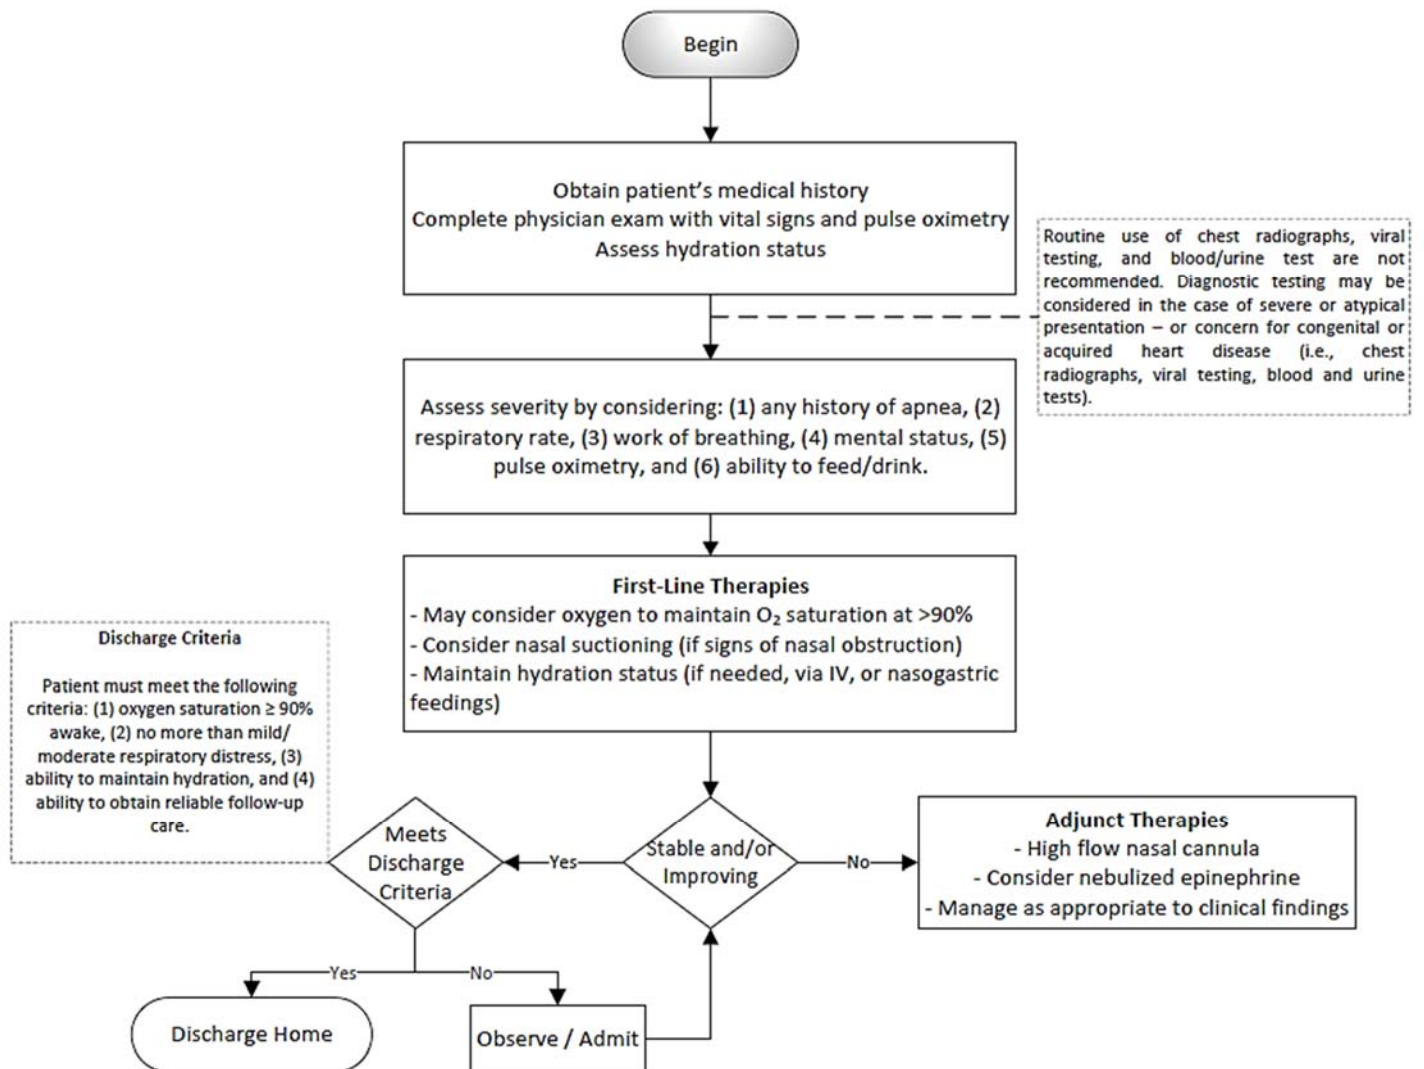 Begin
Obtain patient's medical history
Complete physician exam with vital signs and pulse oximetry
Assess hydration status
Routine use of chest radiographs, viral
testing, and blood/urine test are not
recommended. Diagnostic testing may be
considered in the case of severe or atypical
presentation – or concern for congenital or
acquired heart disease (i.e., chest
radiographs, viral testing, blood and urine
tests).
Assess severity by considering: (1) any history of apnea, (2)
respiratory rate, (3) work of breathing, (4) mental status, (5)
pulse oximetry, and (6) ability to feed/drink.
First-Line Therapies
- May consider oxygen to maintain O₂ saturation at >90%
- Consider nasal suctioning (if signs of nasal obstruction)
- Maintain hydration status (if needed, via IV, or nasogastric
feedings)
Discharge Criteria
Patient must meet the following
criteria: (1) oxygen saturation ≥ 90%
awake, (2) no more than mild/
moderate respiratory distress, (3)
ability to maintain hydration, and (4)
ability to obtain reliable follow-up
care.
Stable and/or
Improving
Yes
No
Meets
Discharge
Criteria
Adjunct Therapies
- High flow nasal cannula
- Consider nebulized epinephrine
- Manage as appropriate to clinical findings
Yes
No
Discharge Home
Observe / Admit